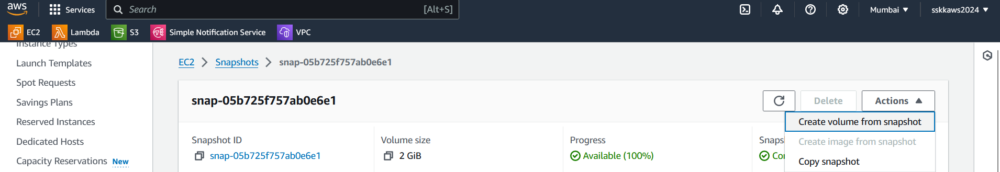 aws Services Search [Alt+S] Mumbai sskkaws2024
EC2 Lambda S3 Simple Notification Service VPC
Instance Types
Launch Templates
Spot Requests
Savings Plans
Reserved Instances
Dedicated Hosts
Capacity Reservations New
EC2 > Snapshots > snap-05b725f757ab0e6e1
snap-05b725f757ab0e6e1
Delete Actions
Create volume from snapshot
Create image from snapshot
Copy snapshot
Snapshot ID
snap-05b725f757ab0e6e1
Volume size
2 GiB
Progress
Available (100%)